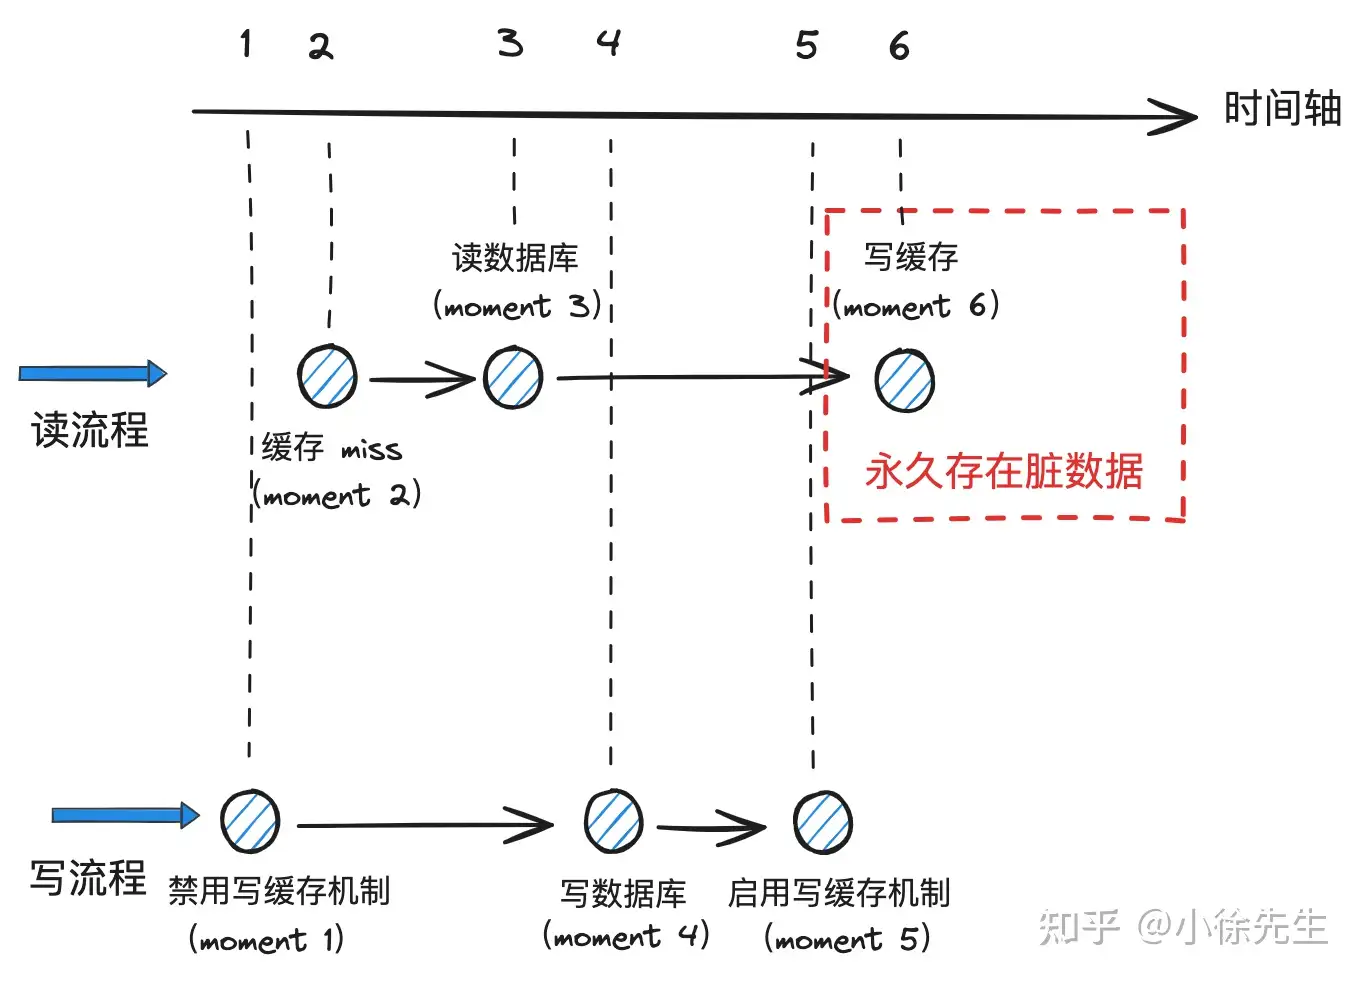 1 2 3 4 5 6
时间轴
读数据库
(moment 3)
写缓存
(moment 6)
读流程
缓存 miss
(moment 2)
永久存在脏数据
写流程
禁用写缓存机制
(moment 1)
写数据库
(moment 4)
启用写缓存机制
(moment 5)
知乎 @小徐先生